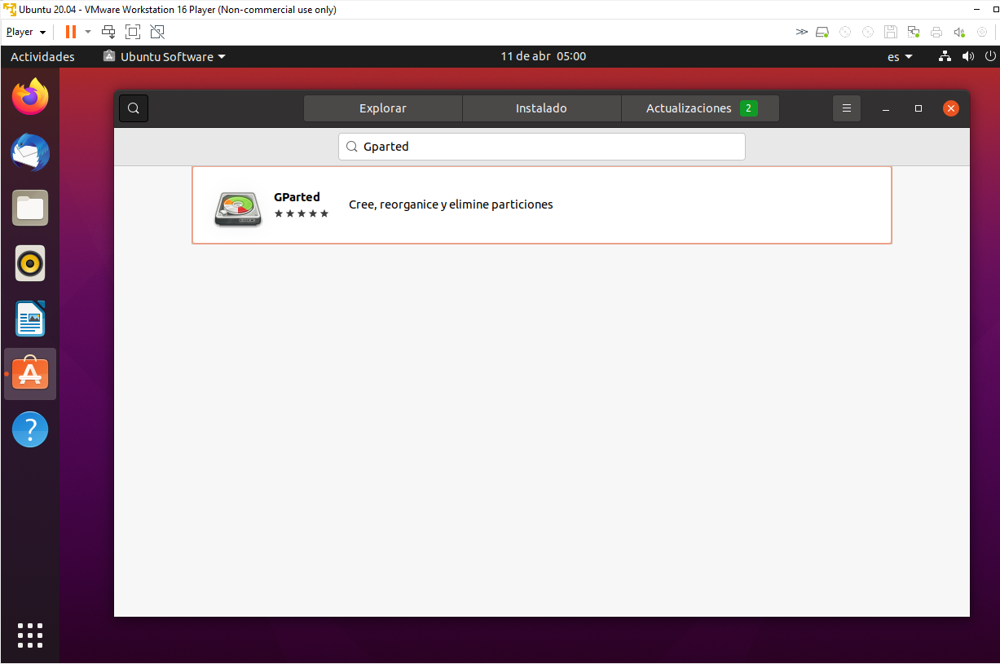 Ubuntu 20.04 - VMware Workstation 16 Player (Non-commercial use only)
Player
Actividades Ubuntu Software 11 de abr 05:00 es
Explorar Instalado Actualizaciones 2
Gparted
GParted
Cree, reorganice y elimine particiones